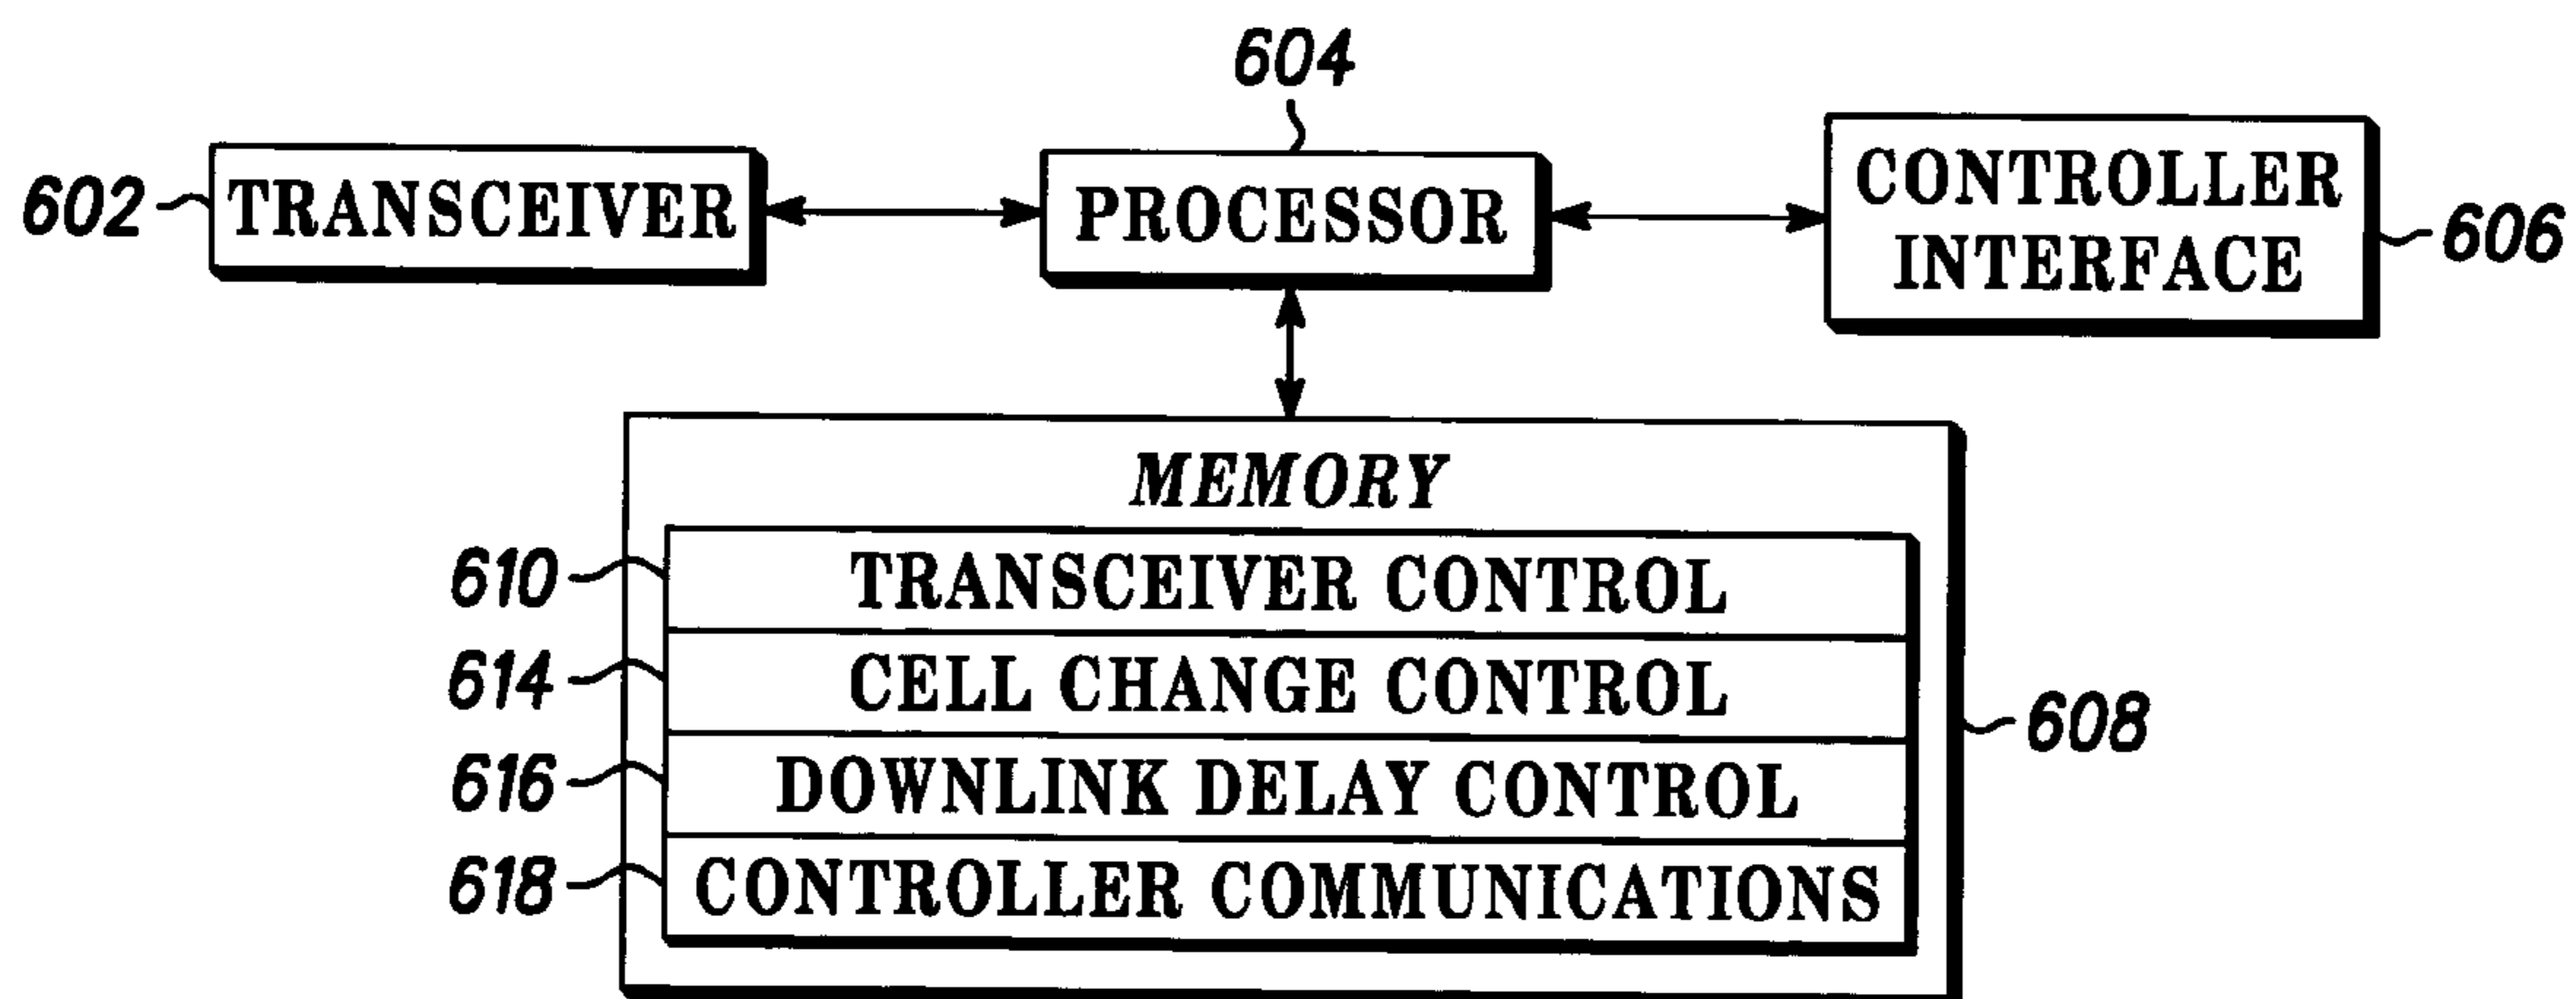 604
602 TRANSCEIVER PROCESSOR CONTROLLER
INTERFACE 606
MEMORY
610 TRANSCEIVER CONTROL
614 CELL CHANGE CONTROL
608
616 DOWNLINK DELAY CONTROL
618 CONTROLLER COMMUNICATIONS